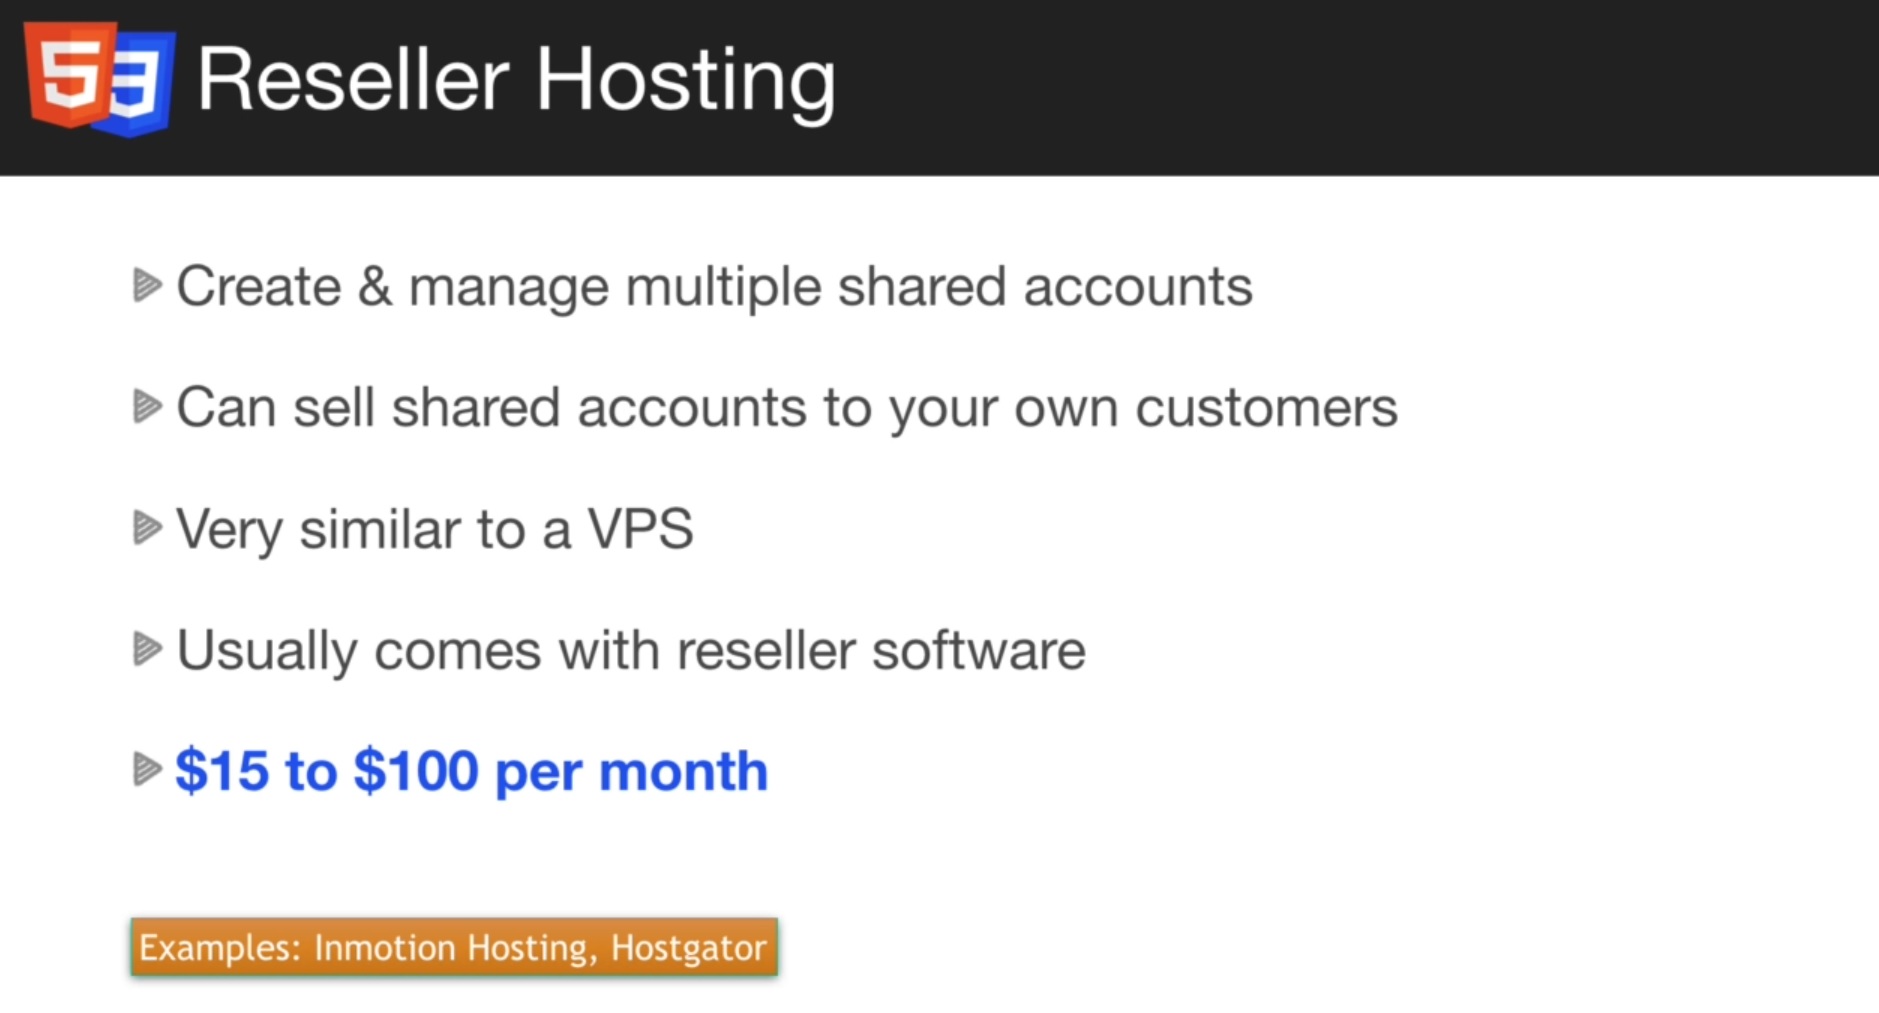 Reseller Hosting
Create & manage multiple shared accounts
Can sell shared accounts to your own customers
Very similar to a VPS
Usually comes with reseller software
$15 to $100 per month
Examples: Inmotion Hosting, Hostgator